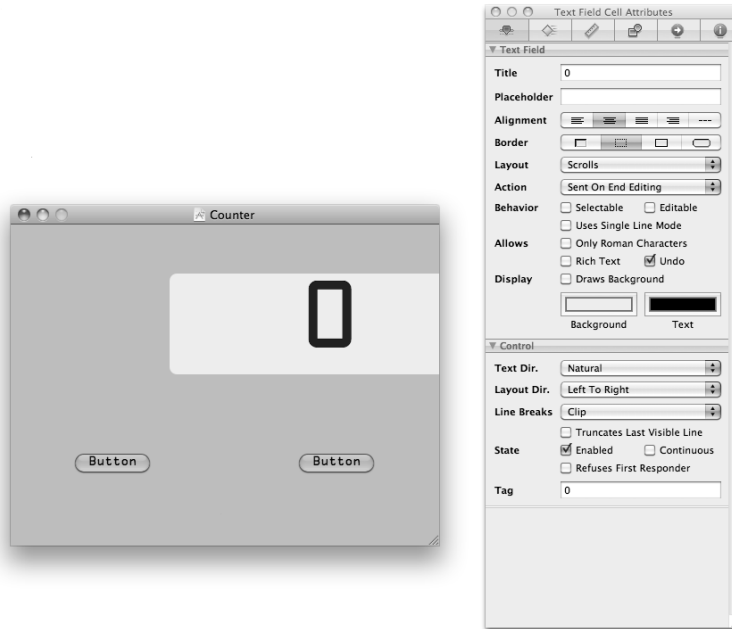 Counter
0
Button Button
Text Field Cell Attributes
Text Field
Title 0
Placeholder
Alignment
Border
Layout Scrolls
Action Sent On End Editing
Behavior Selectable Editable
Uses Single Line Mode
Allows Only Roman Characters
Rich Text Undo
Display Draws Background
Background Text
Control
Text Dir. Natural
Layout Dir. Left To Right
Line Breaks Clip
Truncates Last Visible Line
State Enabled Continuous
Refuses First Responder
Tag 0